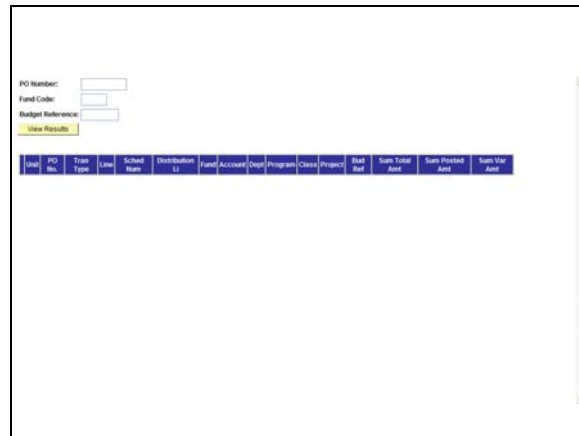 PO Number:
Fund Code:
Budget Reference:
View Results
Unit PO No. Tran Type Line Sched Num Distribution Li Fund Account Dept Program Class Project Bud Ref Sum Total Amt Sum Posted Amt Sum Var Amt